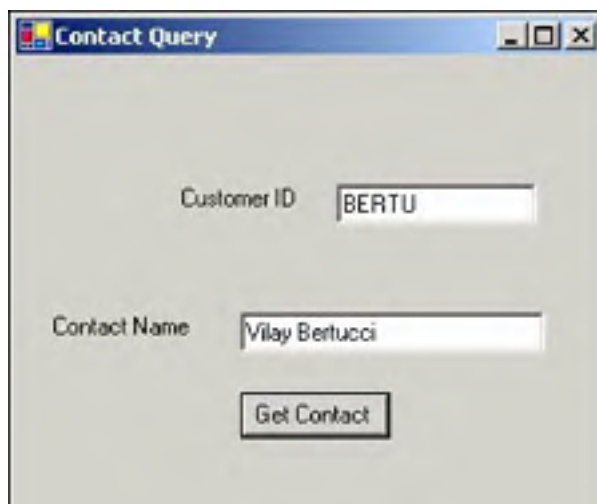 Contact Query
Customer ID BERTU
Contact Name Vilay Bertucci
Get Contact